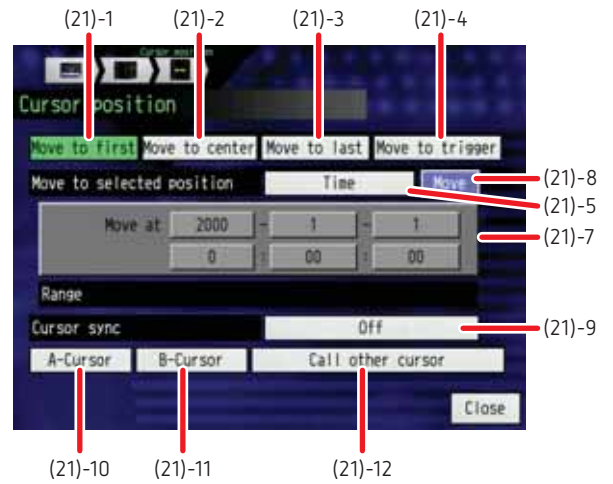 (21)-1 (21)-2 (21)-3 (21)-4
Cursor position
Cursor position
Move to first Move to center Move to last Move to trigger
Move to selected position Time Move (21)-8
(21)-5
Move at 2000 - 1 - 1 (21)-7
0 : 00 : 00
Range
Cursor sync Off (21)-9
A-Cursor B-Cursor Call other cursor
Close
(21)-10 (21)-11 (21)-12